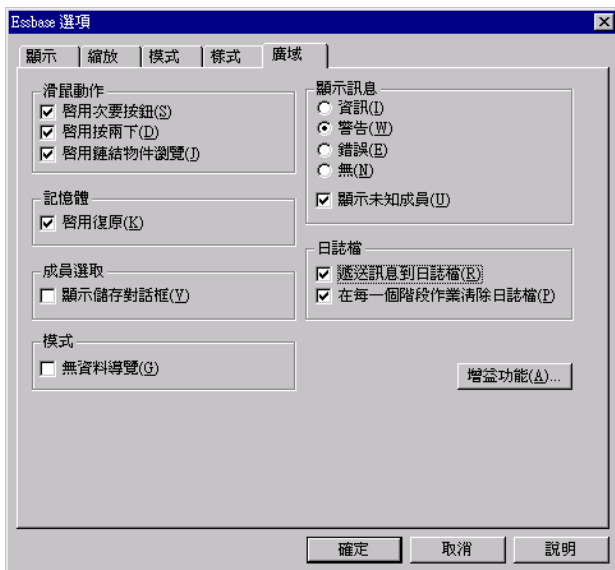 Essbase 選項
顯示 縮放 模式 樣式 廣域
滑鼠動作
啓用次要按鈕(S)
啓用按兩下(D)
啓用鏈結物件瀏覽(J)
記憶體
啓用復原(K)
成員選取
顯示儲存對話框(V)
模式
無資料導覽(G)
顯示訊息
資訊(I)
警告(W)
錯誤(E)
無(N)
顯示未知成員(U)
日誌檔
遞送訊息到日誌檔(R)
在每一個階段作業清除日誌檔(P)
增益功能(A)...
確定 取消 說明